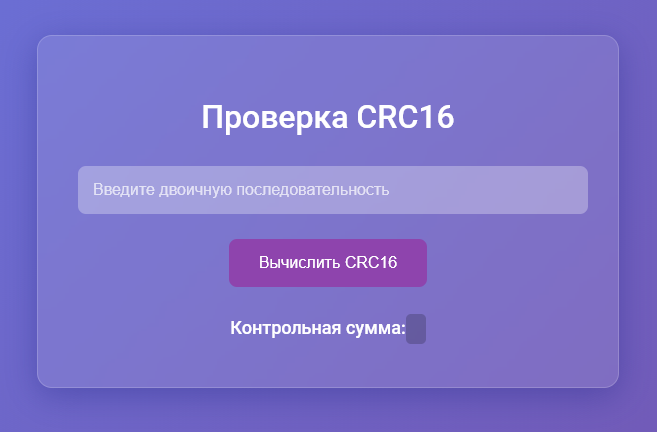 Проверка CRC16
Введите двоичную последовательность
Вычислить CRC16
Контрольная сумма: